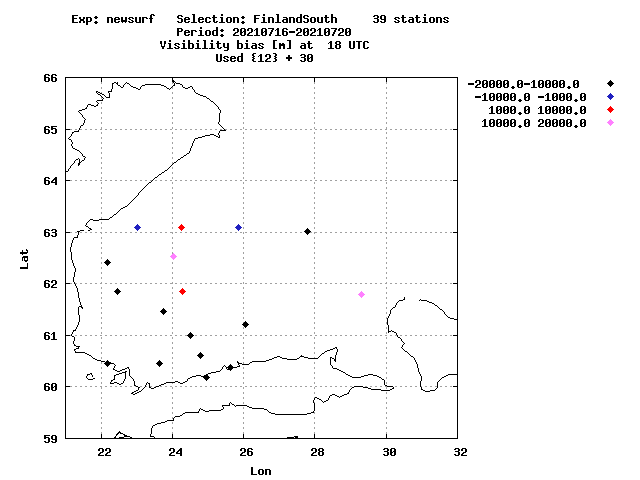 Exp: newsurf Selection: FinlandSouth 39 stations
Period: 20210716-20210720
Visibility bias [m] at 18 UTC
Used {12} + 30
-20000.0-10000.0
-10000.0 -1000.0
1000.0 10000.0
10000.0 20000.0
66
65
64
63
62
61
60
59
Lat
22 24 26 28 30 32
Lon